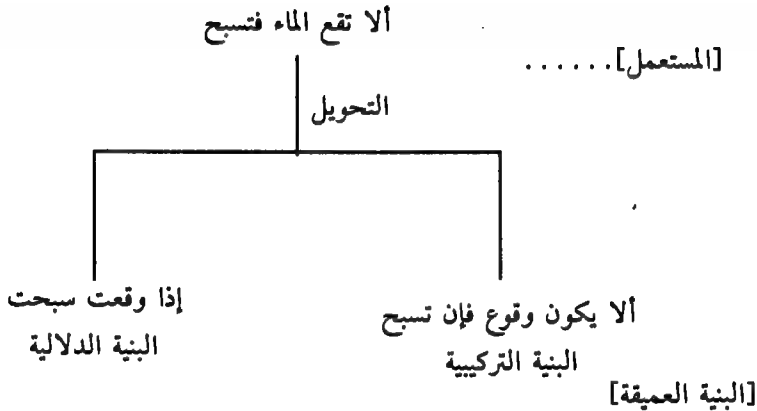 ألا تقع الماء فتسبح
[المستعمل]......
التحويل
ألا يكون وقوع فإن تسبح
البنية التركيبية
إذا وقعت سبحت
البنية الدلالية
[البنية العميقة]